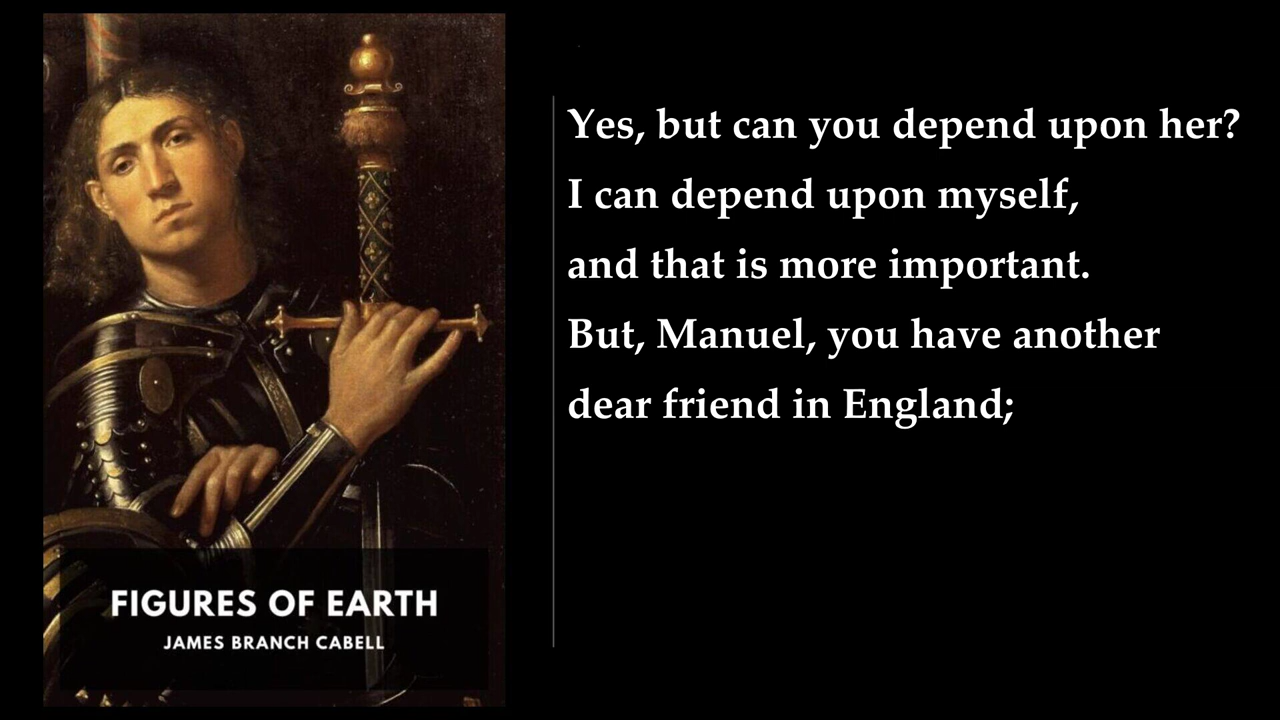 FIGURES OF EARTH
JAMES BRANCH CABELL
Yes, but can you depend upon her?
I can depend upon myself,
and that is more important.
But, Manuel, you have another
dear friend in England;